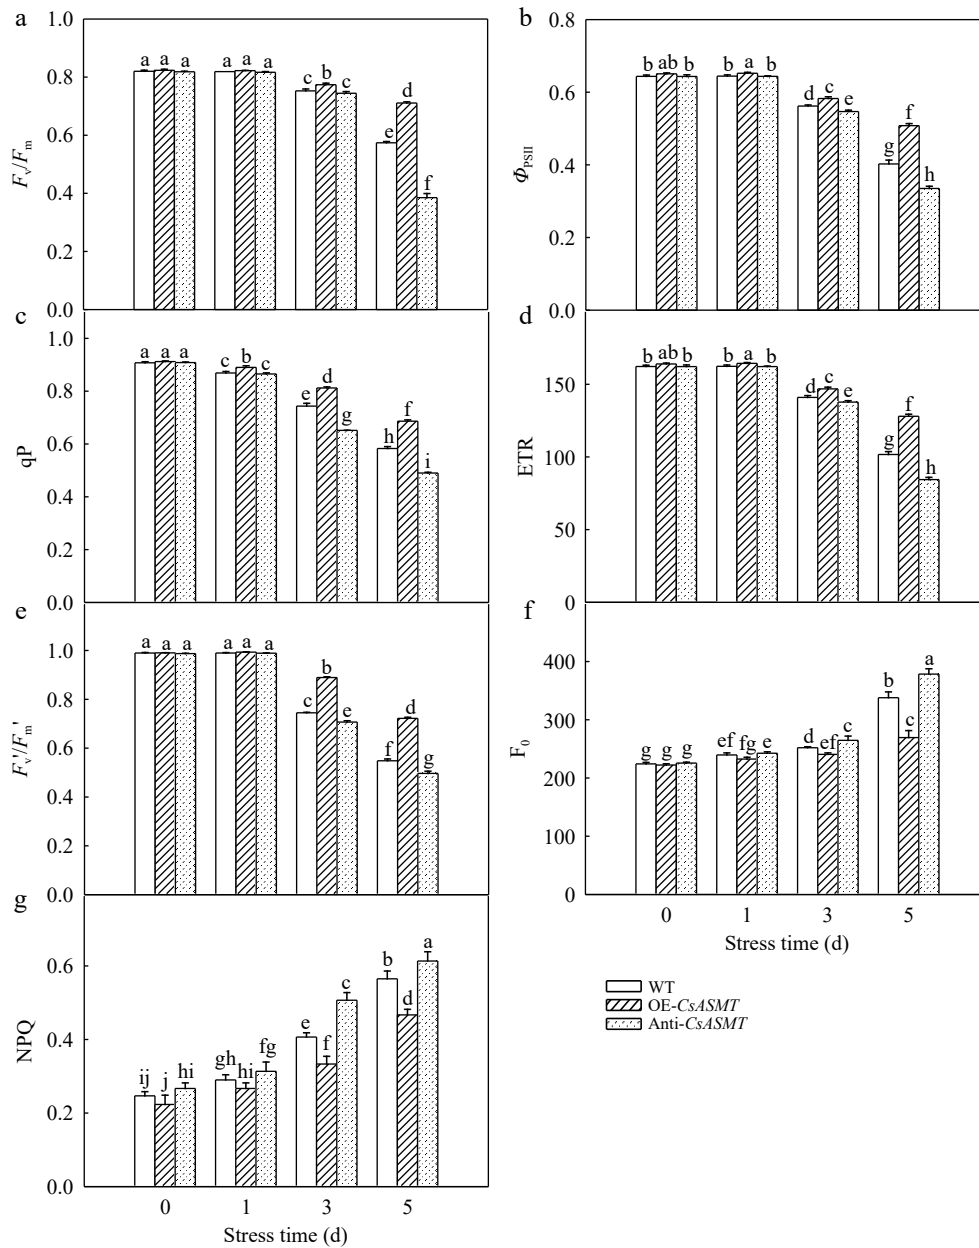 a
1.0
0.8
0.6
0.4
0.2
0.0
Fv/Fm
a a a
a a a
c b c
e d f
b
0.8
0.6
0.4
0.2
0.0
ΦPSII
b ab b
b a b
d c e
g f h
c
1.0
0.8
0.6
0.4
0.2
0.0
qP
a a a
c b c
e d g
h f i
d
150
100
50
0
ETR
b ab b
b a b
d c e
g f h
e
1.0
0.8
0.6
0.4
0.2
0.0
Fv'/Fm'
a a a
a a a
c b e
f d g
f
400
300
200
100
0
F0
g g g
ef fg e
d ef c
b c a
0 1 3 5
Stress time (d)
g
0.6
0.4
0.2
0.0
NPQ
ij j hi
gh hi fg
e f c
b d a
0 1 3 5
Stress time (d)
WT
OE-CsASMT
Anti-CsASMT